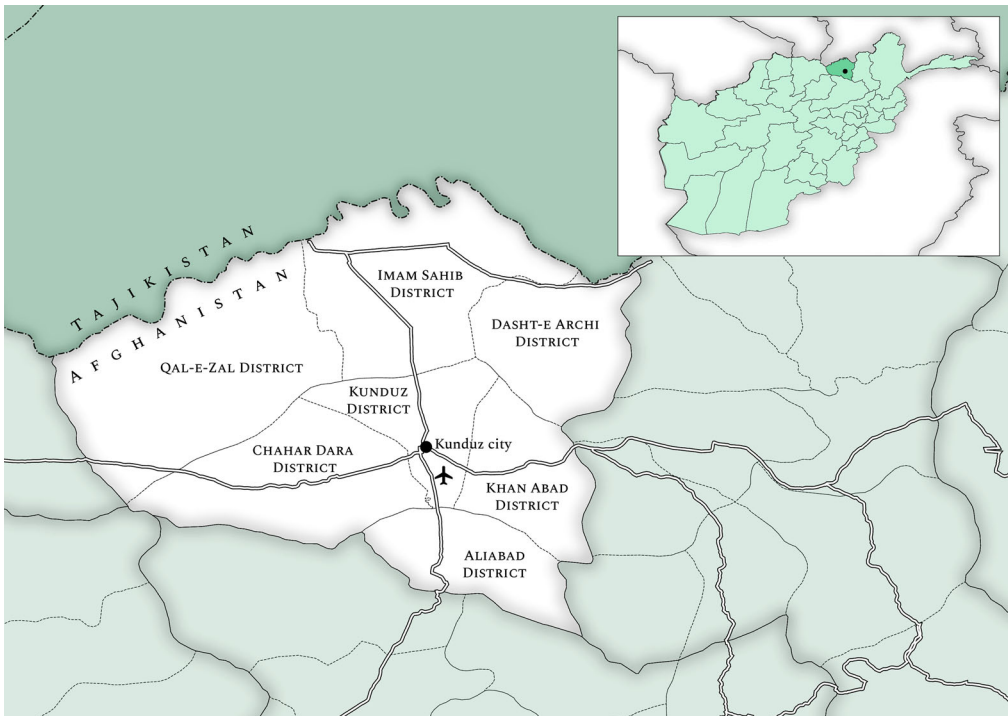 TAJIKISTAN
AFGHANISTAN
IMAM SAHIB
DISTRICT
DASHT-E ARCHI
DISTRICT
QAL-E-ZAL DISTRICT
KUNDUZ
DISTRICT
Kunduz city
CHAHAR DARA
DISTRICT
KHAN ABAD
DISTRICT
ALIABAD
DISTRICT